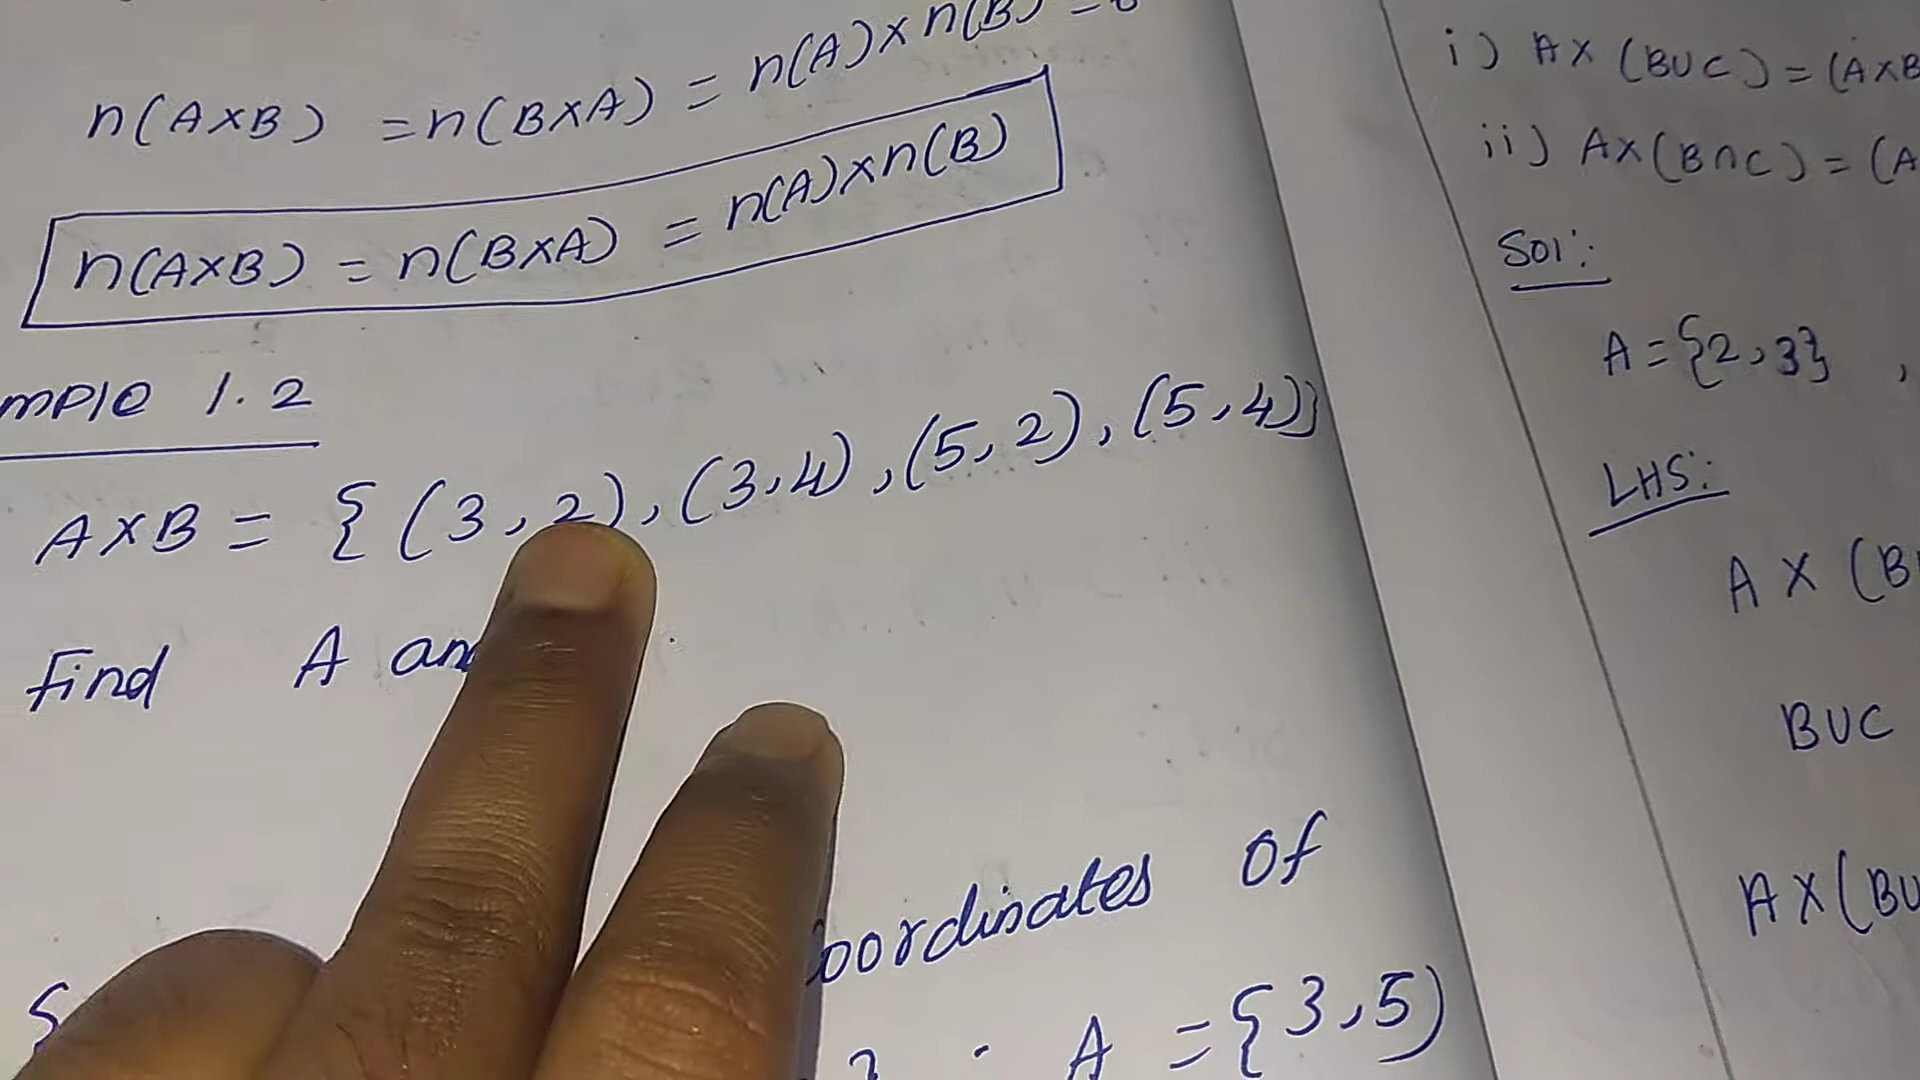 n(A×B) = n(B×A) = n(A)×n(B) =
n(A×B) = n(B×A) = n(A)×n(B)
mple 1.2
A×B = { (3,2), (3,4), (5,2), (5,4)}
Find A an
oordinates of
A = {3,5)
i) A× (B∪C) = (A×B
ii) A×(B∩C) = (A
Sol:
A = {2,3} ,
LHS:
A × (B
B∪C
A×(BU